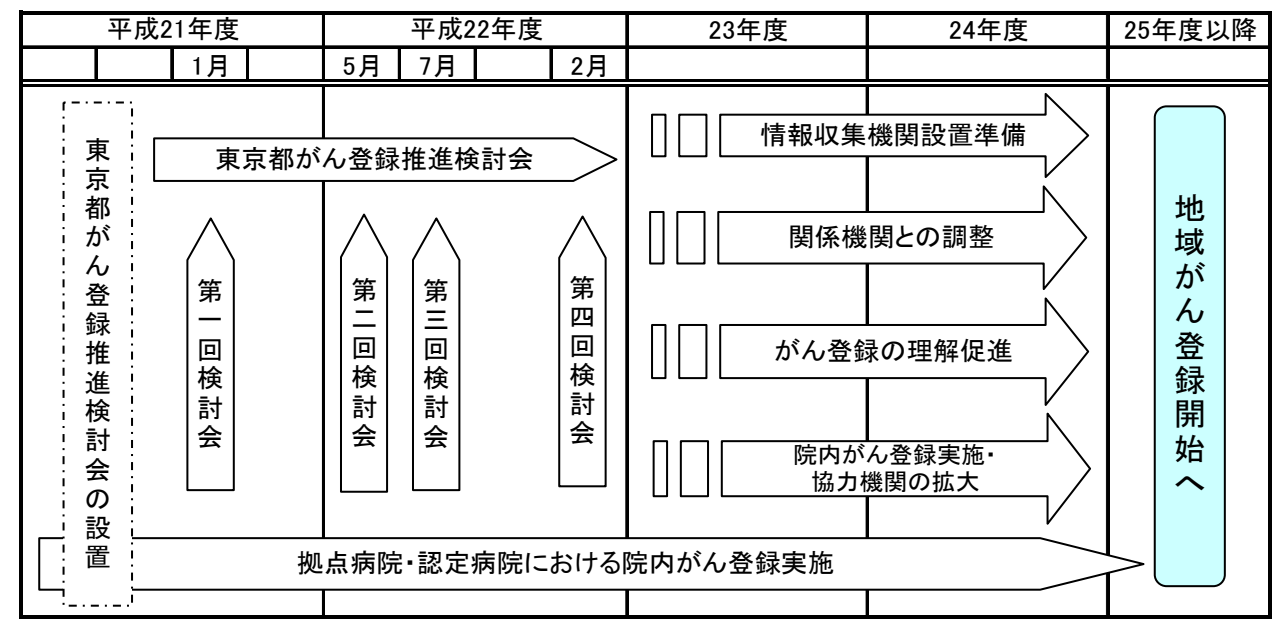 平成21年度
平成22年度
23年度
24年度
25年度以降
1月
5月
7月
2月
東京都がん登録推進検討会の設置
東京都がん登録推進検討会
第一回検討会
第二回検討会
第三回検討会
第四回検討会
情報収集機関設置準備
関係機関との調整
がん登録の理解促進
院内がん登録実施・
協力機関の拡大
拠点病院・認定病院における院内がん登録実施
地域がん登録開始へ